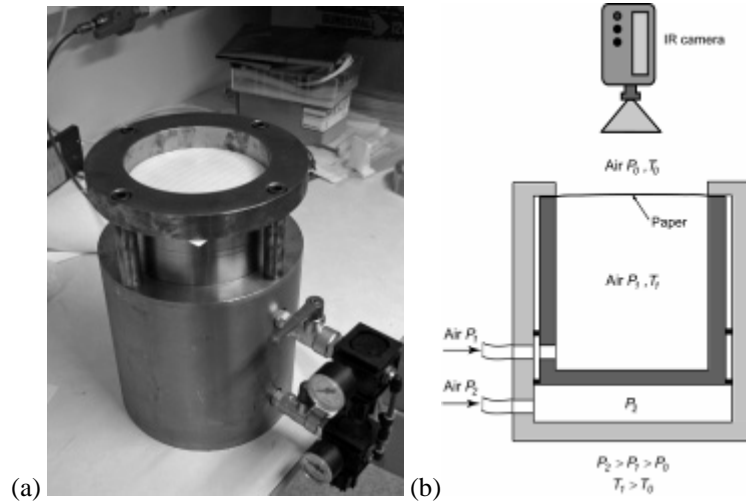 (a)
(b)
IR camera
Air P₀ , T₀
Paper
Air P₁ , T₁
Air P₁
Air P₂
P₂
P₂ > P₁ > P₀
T₁ > T₀